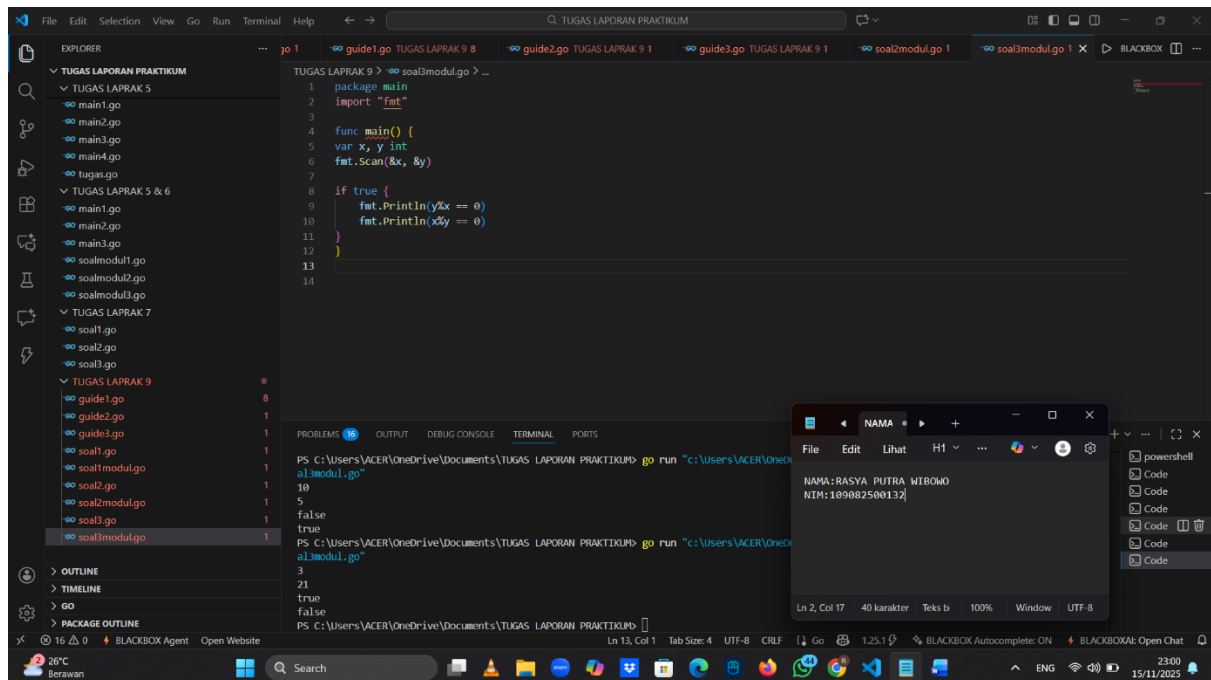 File Edit Selection View Go Run Terminal Help
TUGAS LAPORAN PRAKTIKUM
EXPLORER
go 1
guide1.go TUGAS LAPRAK 9 8
guide2.go TUGAS LAPRAK 9 1
guide3.go TUGAS LAPRAK 9 1
soal2modul.go 1
soal3modul.go 1
BLACKBOX
TUGAS LAPORAN PRAKTIKUM
TUGAS LAPRAK 5
main1.go
main2.go
main3.go
main4.go
tugas.go
TUGAS LAPRAK 5 & 6
main1.go
main2.go
main3.go
soalmodul1.go
soalmodul2.go
soalmodul3.go
TUGAS LAPRAK 7
soal1.go
soal2.go
soal3.go
TUGAS LAPRAK 9
guide1.go 8
guide2.go 1
guide3.go 1
soal1.go 1
soal1modul.go 1
soal2.go 1
soal2modul.go 1
soal3.go 1
soal3modul.go 1
OUTLINE
TIMELINE
GO
PACKAGE OUTLINE
TUGAS LAPRAK 9 > soal3modul.go > ...
1 package main
2 import "fmt"
3
4 func main() {
5 var x, y int
6 fmt.Scan(&x, &y)
7
8 if true {
9 fmt.Println(y%x == 0)
10 fmt.Println(x%y == 0)
11 }
12 }
13
14
PROBLEMS 16 OUTPUT DEBUG CONSOLE TERMINAL PORTS
PS C:\Users\ACER\OneDrive\Documents\TUGAS LAPORAN PRAKTIKUM> go run "c:\Users\ACER\OneD
al3modul.go"
10
5
false
true
PS C:\Users\ACER\OneDrive\Documents\TUGAS LAPORAN PRAKTIKUM> go run "c:\Users\ACER\OneD
al3modul.go"
3
21
true
false
PS C:\Users\ACER\OneDrive\Documents\TUGAS LAPORAN PRAKTIKUM>
powershell
Code
Code
Code
Code
Code
Code
NAMA
File Edit Lihat H1
NAMA:RASYA PUTRA WIBOWO
NIM:109082500132
Ln 2, Col 17 40 karakter Teks bi 100% Window UTF-8
16 0 BLACKBOX Agent Open Website
Ln 13, Col 1 Tab Size: 4 UTF-8 CRLF Go 1.25.1 BLACKBOX Autocomplete: ON BLACKBOXAI: Open Chat
2
26°C
Berawan
Search
zoom
44
ENG
23:00
15/11/2025